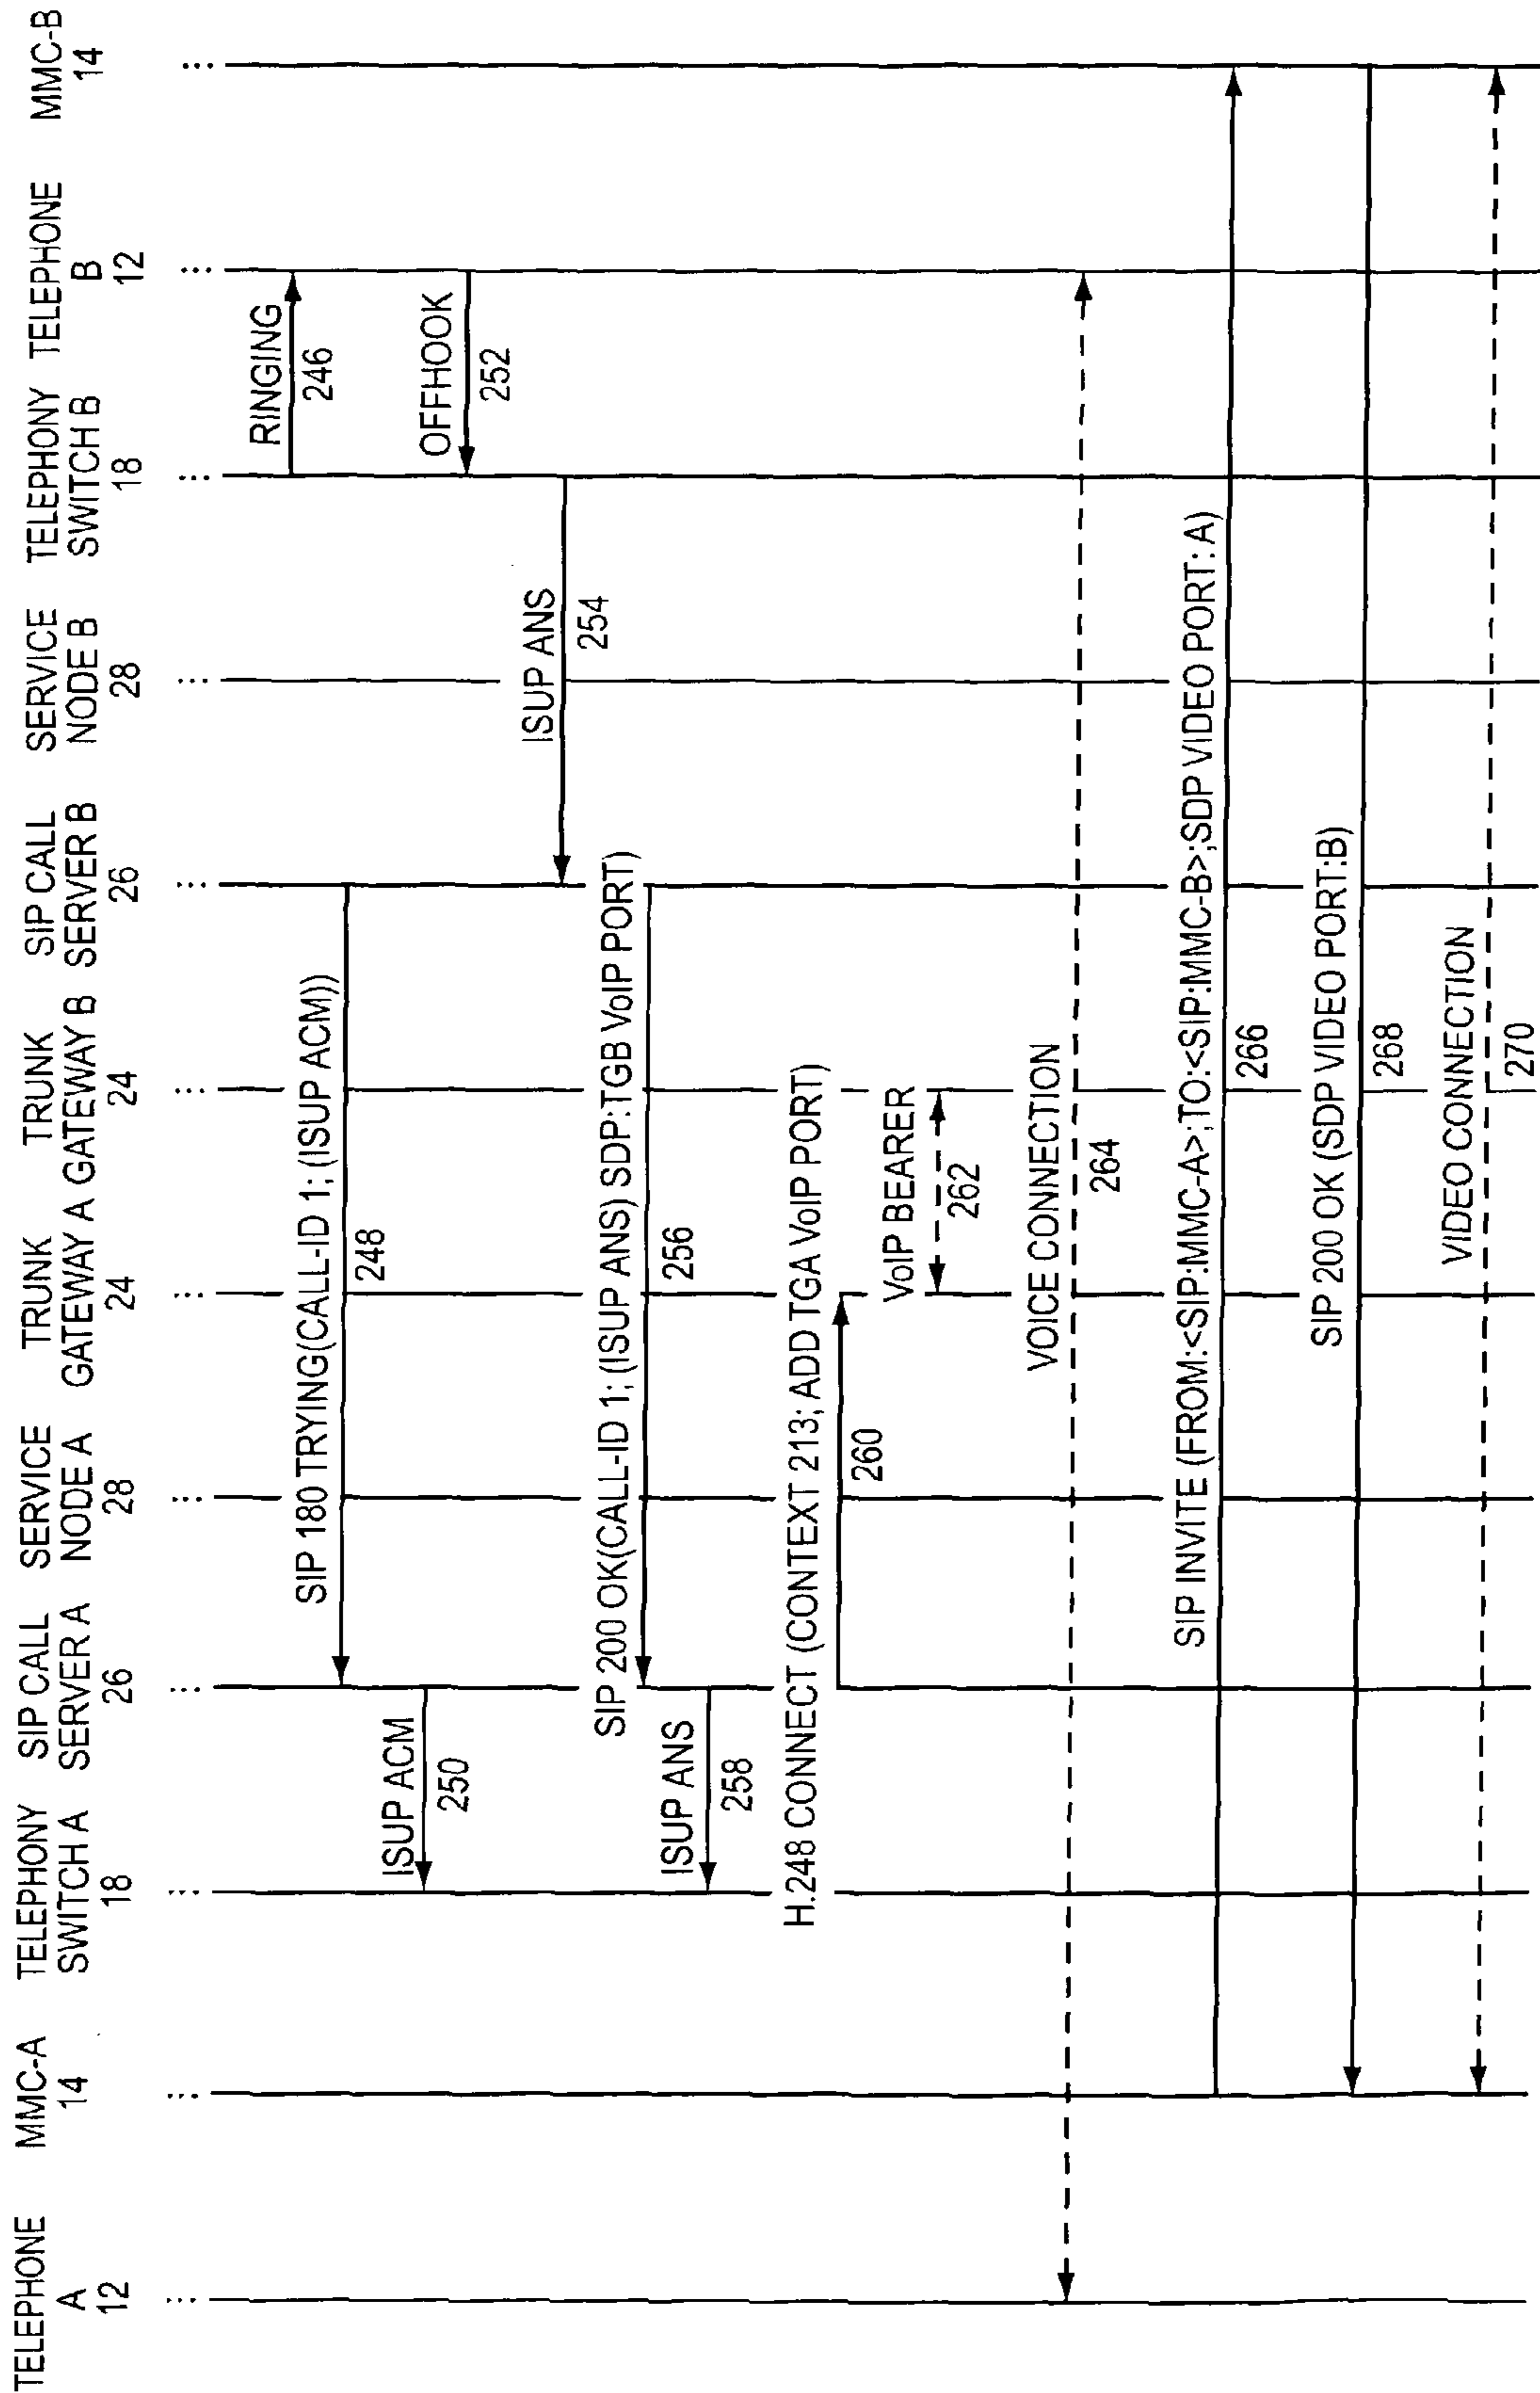 TELEPHONE
A
12
MMC-A
14
TELEPHONY
SWITCH A
18
SIP CALL
SERVER A
26
SERVICE
NODE A
28
TRUNK
GATEWAY A
24
TRUNK
GATEWAY B
24
SIP CALL
SERVER B
26
SERVICE
NODE B
28
TELEPHONY
SWITCH B
18
TELEPHONE
B
12
MMC-B
14
RINGING
246
SIP 180 TRYING(CALL-ID 1; (ISUP ACM))
248
ISUP ACM
250
OFFHOOK
252
ISUP ANS
254
SIP 200 OK(CALL-ID 1; (ISUP ANS) SDP:TGB VoIP PORT)
256
ISUP ANS
258
H.248 CONNECT (CONTEXT 213; ADD TGA VoIP PORT)
260
VoIP BEARER
262
VOICE CONNECTION
264
SIP INVITE (FROM:<SIP:MMC-A>;TO:<SIP:MMC-B>;SDP VIDEO PORT: A)
266
SIP 200 OK (SDP VIDEO PORT:B)
268
VIDEO CONNECTION
270